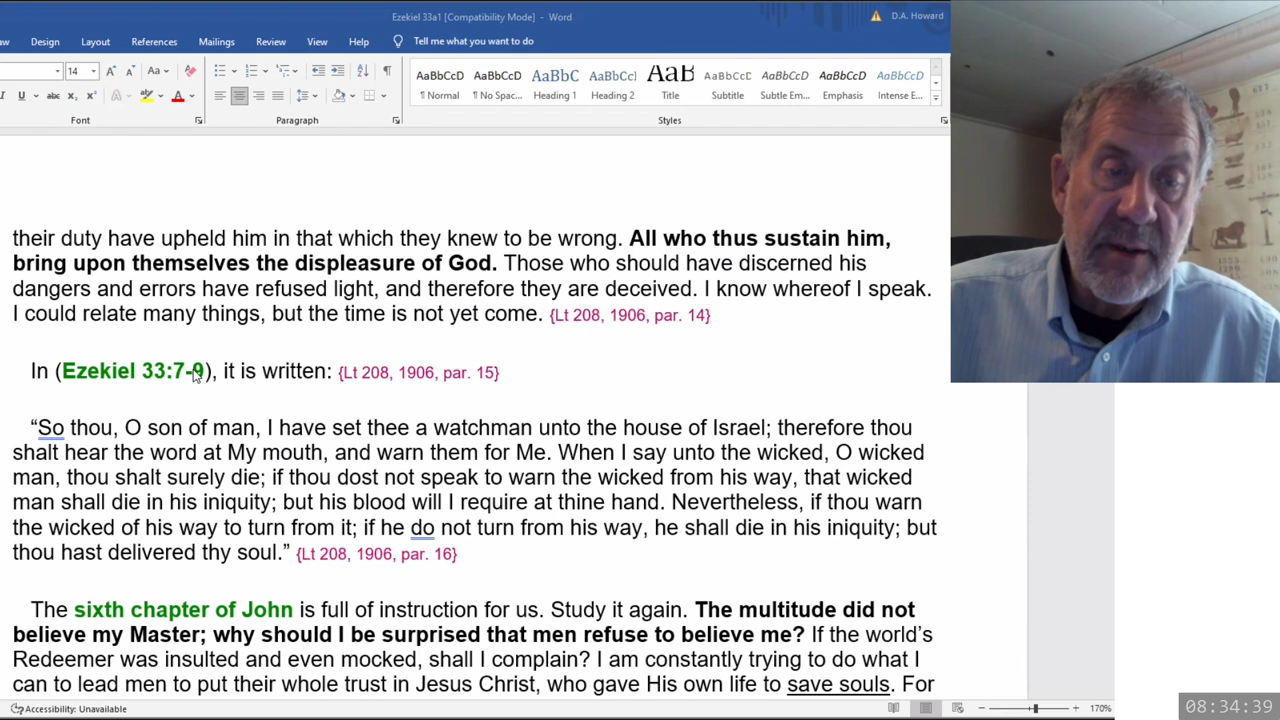 Ezekiel 33a1 [Compatibility Mode] - Word
D.A. Howard
aw Design Layout References Mailings Review View Help Tell me what you want to do
14 Aa
AaBbCcD AaBbCcD AaBbC AaBbCcI AaB AaBbCcD AaBbCcD AaBbCcD AaBbCcD
¶ Normal ¶ No Spac... Heading 1 Heading 2 Title Subtitle Subtle Em... Emphasis Intense E...
Font Paragraph Styles
their duty have upheld him in that which they knew to be wrong. All who thus sustain him,
bring upon themselves the displeasure of God. Those who should have discerned his
dangers and errors have refused light, and therefore they are deceived. I know whereof I speak.
I could relate many things, but the time is not yet come. {Lt 208, 1906, par. 14}
In (Ezekiel 33:7-9), it is written: {Lt 208, 1906, par. 15}
“So thou, O son of man, I have set thee a watchman unto the house of Israel; therefore thou
shalt hear the word at My mouth, and warn them for Me. When I say unto the wicked, O wicked
man, thou shalt surely die; if thou dost not speak to warn the wicked from his way, that wicked
man shall die in his iniquity; but his blood will I require at thine hand. Nevertheless, if thou warn
the wicked of his way to turn from it; if he do not turn from his way, he shall die in his iniquity; but
thou hast delivered thy soul.” {Lt 208, 1906, par. 16}
The sixth chapter of John is full of instruction for us. Study it again. The multitude did not
believe my Master; why should I be surprised that men refuse to believe me? If the world’s
Redeemer was insulted and even mocked, shall I complain? I am constantly trying to do what I
can to lead men to put their whole trust in Jesus Christ, who gave His own life to save souls. For
Accessibility: Unavailable
170%
08:34:39